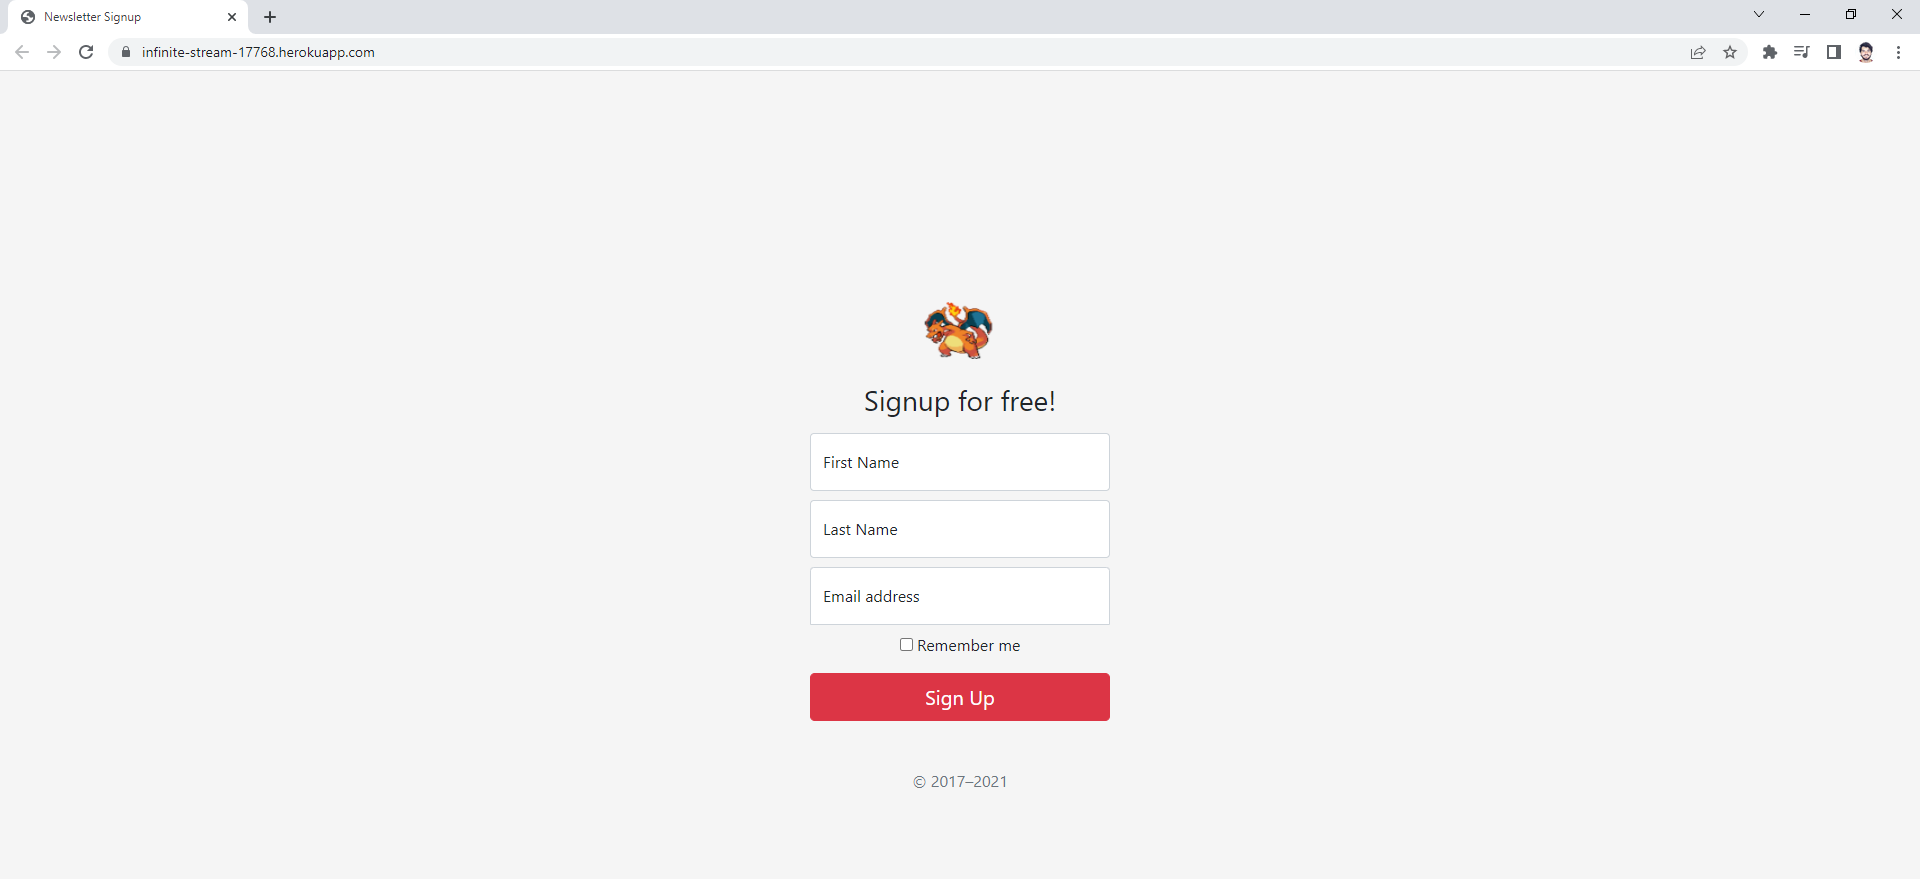 Newsletter Signup
infinite-stream-17768.herokuapp.com
Signup for free!
First Name
Last Name
Email address
Remember me
Sign Up
© 2017–2021